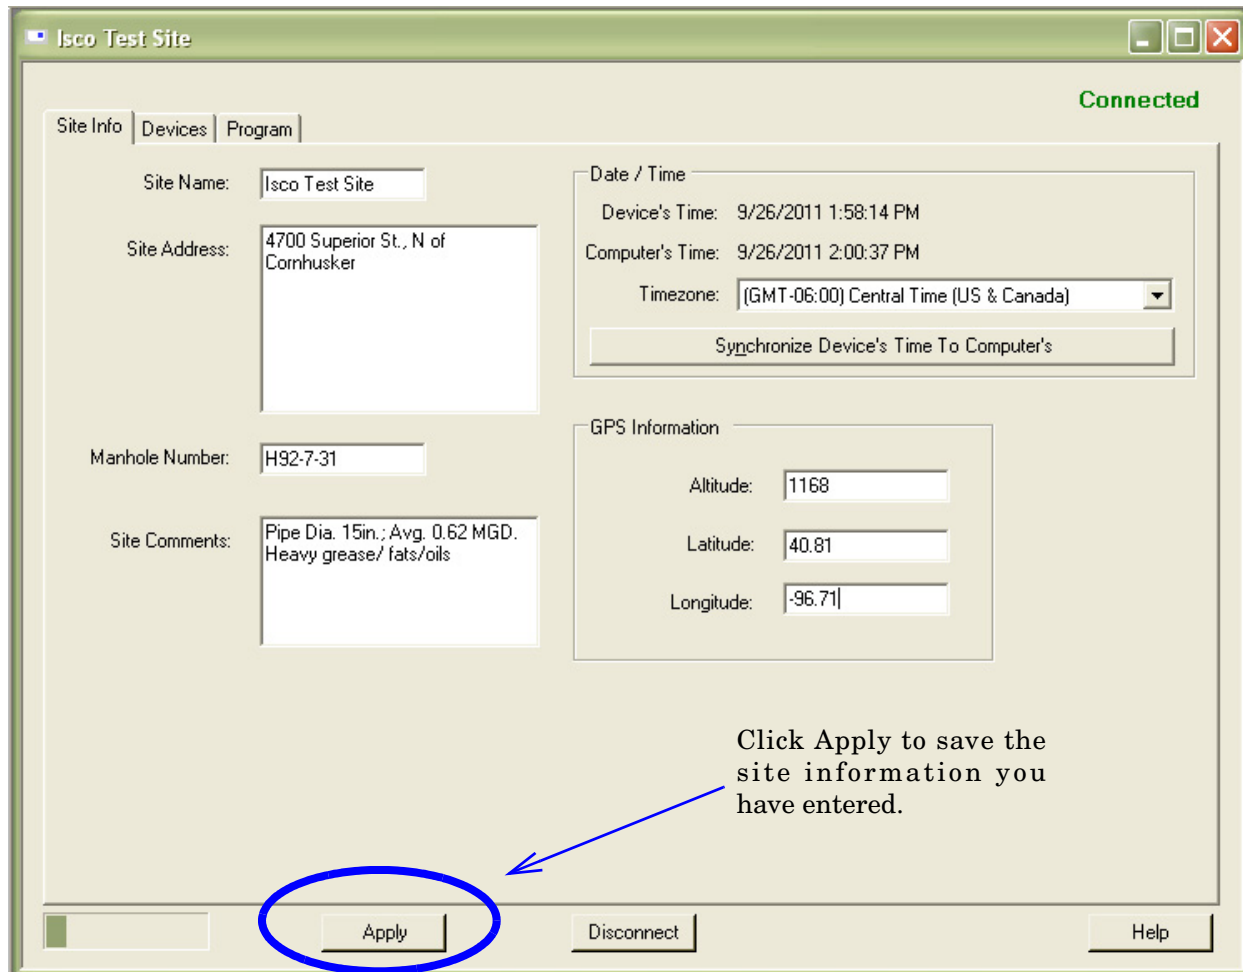 Isco Test Site
Connected
Site Info
Devices
Program
Site Name:
Isco Test Site
Site Address:
4700 Superior St., N of
Cornhusker
Manhole Number:
H92-7-31
Site Comments:
Pipe Dia. 15in.; Avg. 0.62 MGD.
Heavy grease/ fats/oils
Date / Time
Device's Time: 9/26/2011 1:58:14 PM
Computer's Time: 9/26/2011 2:00:37 PM
Timezone: (GMT-06:00) Central Time (US & Canada)
Synchronize Device's Time To Computer's
GPS Information
Altitude: 1168
Latitude: 40.81
Longitude: -96.71
Click Apply to save the
site information you
have entered.
Apply
Disconnect
Help